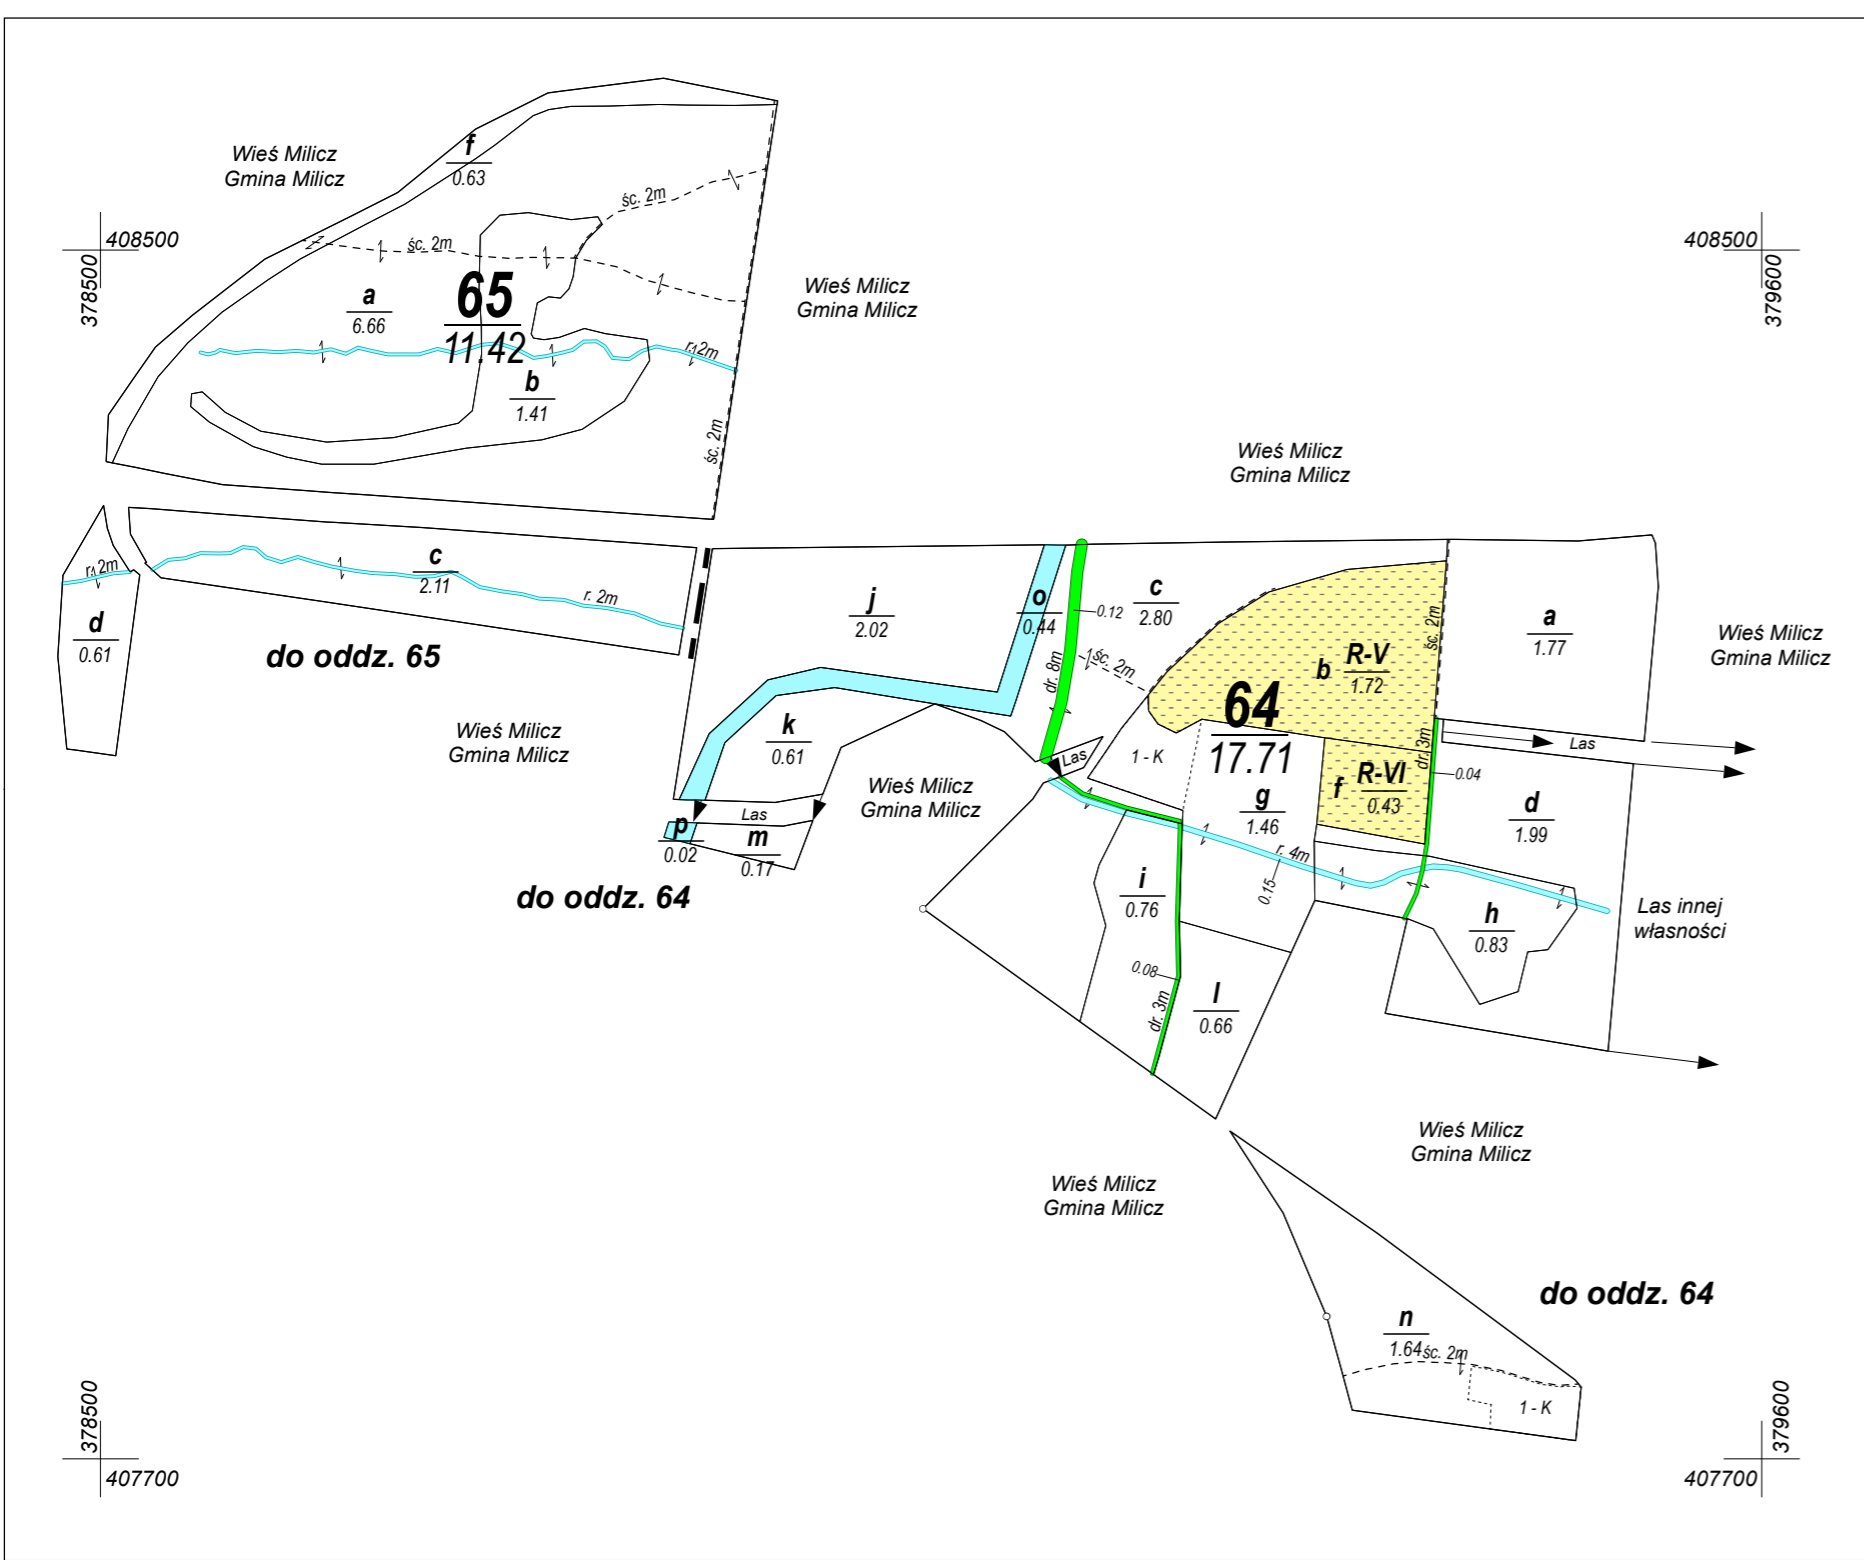 Wieś Milicz
Gmina Milicz
f
0.63
śc. 2m
408500
378500
śc. 2m
408500
379600
a
6.66
65
11.42
Wieś Milicz
Gmina Milicz
r. 2m
b
1.41
śc. 2m
Wieś Milicz
Gmina Milicz
r. 2m
c
2.11
r. 2m
d
0.61
do oddz. 65
j
2.02
o
0.44
0.12
c
2.80
śc. 2m
dr. 8m
b
R-V
1.72
śc. 2m
a
1.77
Wieś Milicz
Gmina Milicz
Wieś Milicz
Gmina Milicz
k
0.61
64
17.71
1 - K
Las
Las
dr. 3m
0.04
Wieś Milicz
Gmina Milicz
f
R-VI
0.43
g
1.46
d
1.99
Las
p
0.02
m
0.17
r. 4m
0.15
do oddz. 64
i
0.76
h
0.83
Las innej
własności
0.08
dr. 3m
l
0.66
Wieś Milicz
Gmina Milicz
Wieś Milicz
Gmina Milicz
do oddz. 64
n
1.64
śc. 2m
1 - K
378500
407700
379600
407700